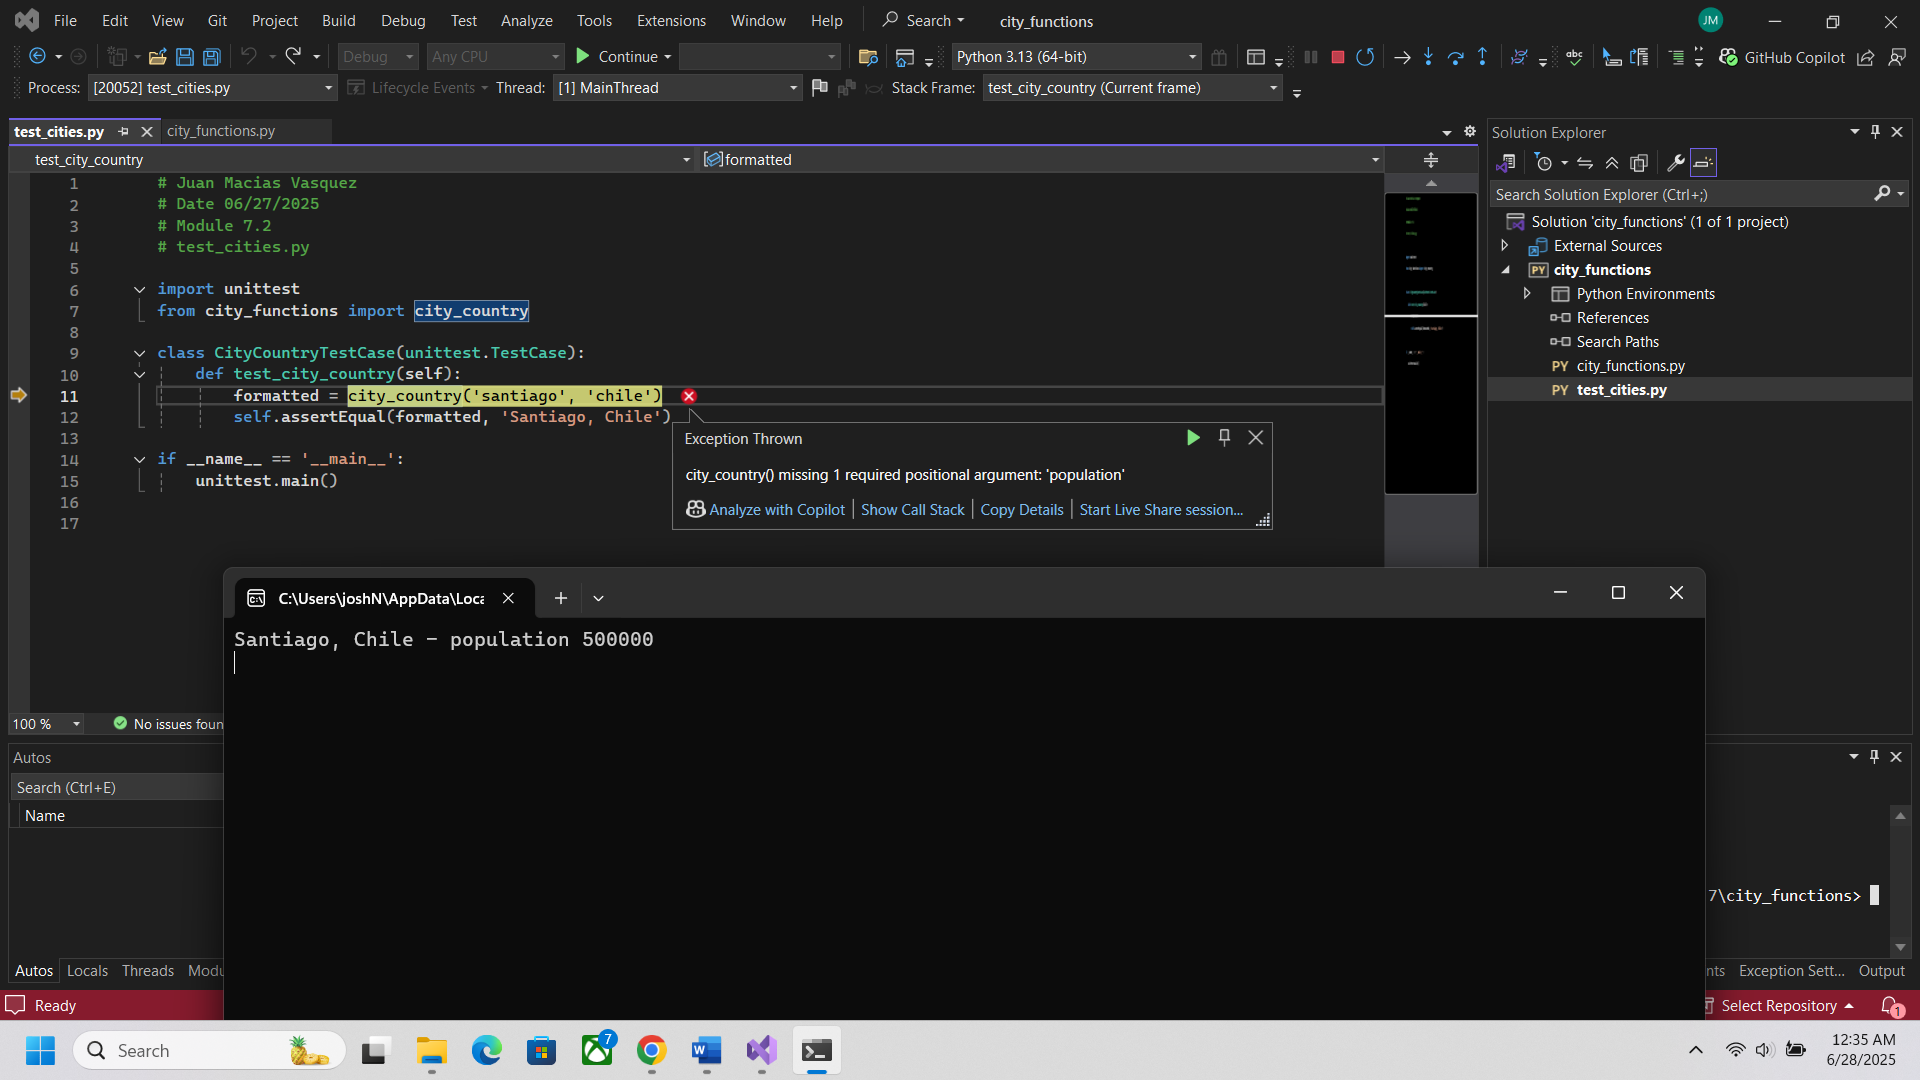 File Edit View Git Project Build Debug Test Analyze Tools Extensions Window Help Search city_functions JM
Debug Any CPU Continue Python 3.13 (64-bit) GitHub Copilot
Process: [20052] test_cities.py Lifecycle Events Thread: [1] MainThread Stack Frame: test_city_country (Current frame)
test_cities.py city_functions.py
test_city_country formatted
1 # Juan Macias Vasquez
2 # Date 06/27/2025
3 # Module 7.2
4 # test_cities.py
5
6 import unittest
7 from city_functions import city_country
8
9 class CityCountryTestCase(unittest.TestCase):
10 def test_city_country(self):
11 formatted = city_country('santiago', 'chile')
12 self.assertEqual(formatted, 'Santiago, Chile')
13
14 if __name__ == '__main__':
15 unittest.main()
16
17
Exception Thrown
city_country() missing 1 required positional argument: 'population'
Analyze with Copilot Show Call Stack Copy Details Start Live Share session...
Solution Explorer
Search Solution Explorer (Ctrl+;)
Solution 'city_functions' (1 of 1 project)
External Sources
PY city_functions
Python Environments
References
Search Paths
PY city_functions.py
PY test_cities.py
C:\Users\joshN\AppData\Loca
Santiago, Chile - population 500000
100 % No issues foun
Autos
Search (Ctrl+E)
Name
7\city_functions>
Autos Locals Threads Modu
nts Exception Sett... Output
Ready
Select Repository 1
Search
7
12:35 AM
6/28/2025